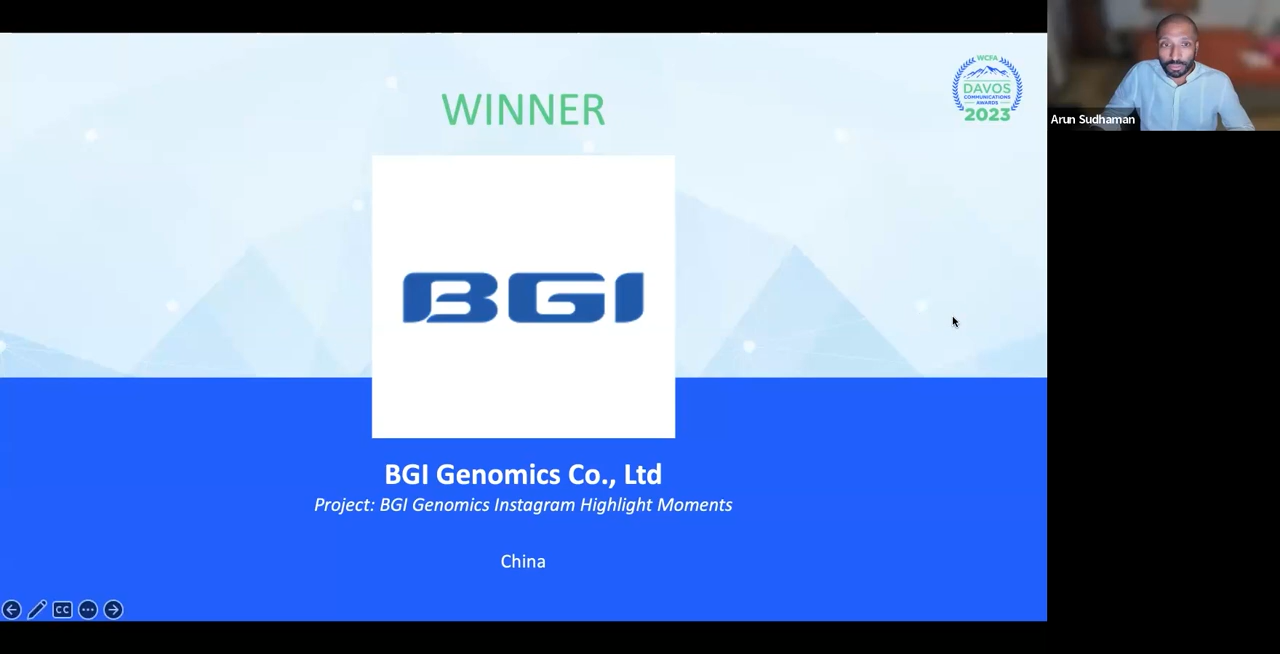 WINNER
WCFA
DAVOS
COMMUNICATIONS
AWARDS
2023
Arun Sudhaman
BGI
BGI Genomics Co., Ltd
Project: BGI Genomics Instagram Highlight Moments
China
CC